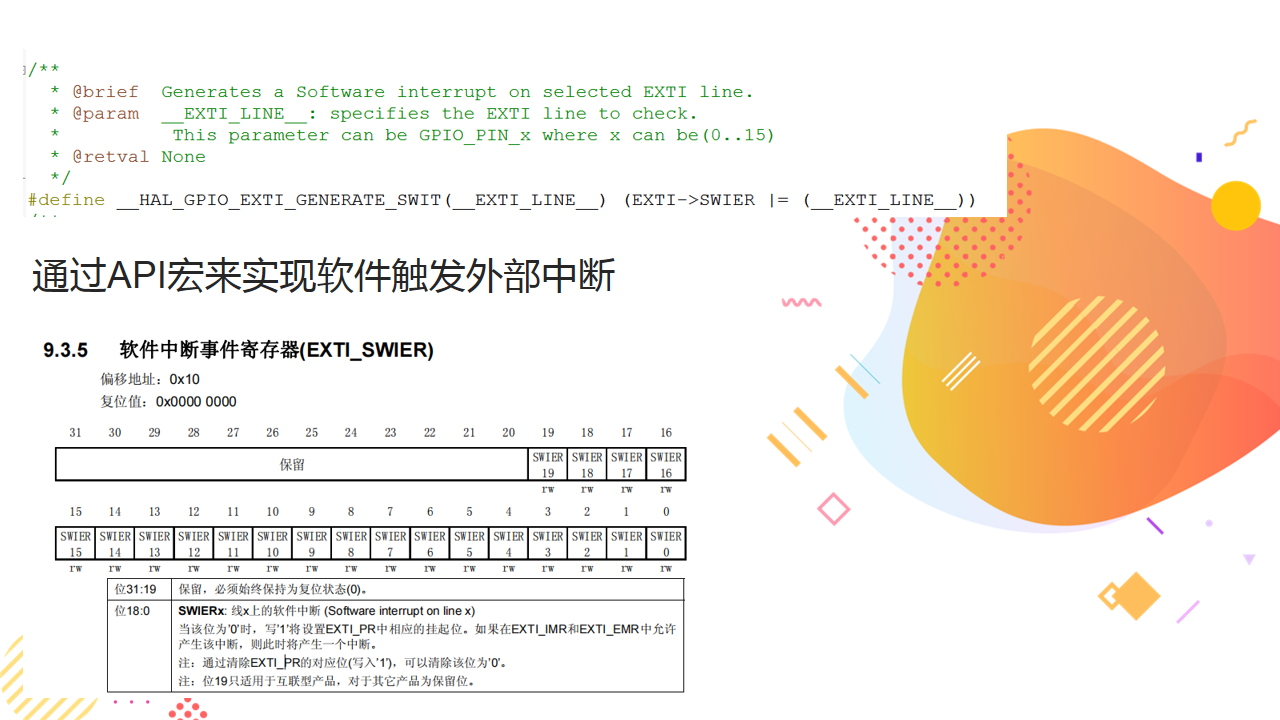 /**
* @brief Generates a Software interrupt on selected EXTI line.
* @param __EXTI_LINE__: specifies the EXTI line to check.
* This parameter can be GPIO_PIN_x where x can be(0..15)
* @retval None
*/
#define __HAL_GPIO_EXTI_GENERATE_SWIT(__EXTI_LINE__) (EXTI->SWIER |= (__EXTI_LINE__))
通过API宏来实现软件触发外部中断
9.3.5 软件中断事件寄存器(EXTI_SWIER)
偏移地址：0x10
复位值：0x0000 0000
31 30 29 28 27 26 25 24 23 22 21 20 19 18 17 16
保留 SWIER SWIER SWIER SWIER
19 18 17 16
rw rw rw rw
15 14 13 12 11 10 9 8 7 6 5 4 3 2 1 0
SWIER SWIER SWIER SWIER SWIER SWIER SWIER SWIER SWIER SWIER SWIER SWIER SWIER SWIER SWIER SWIER
15 14 13 12 11 10 9 8 7 6 5 4 3 2 1 0
rw rw rw rw rw rw rw rw rw rw rw rw rw rw rw rw
位31:19 保留，必须始终保持为复位状态(0)。
位18:0 SWIERx: 线x上的软件中断 (Software interrupt on line x)
当该位为'0'时，写'1'将设置EXTI_PR中相应的挂起位。如果在EXTI_IMR和EXTI_EMR中允许
产生该中断，则此时将产生一个中断。
注：通过清除EXTI_PR的对应位(写入'1')，可以清除该位为'0'。
注：位19只适用于互联型产品，对于其它产品为保留位。